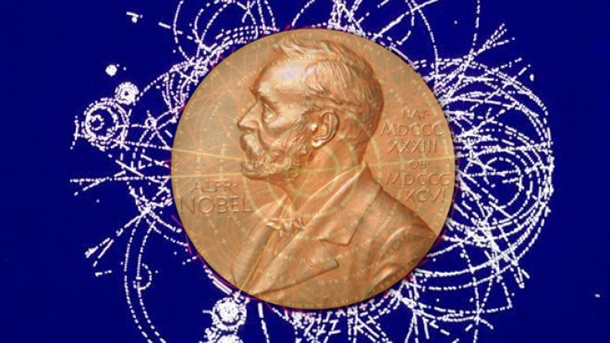 ALFR·
NOBEL
NAT·
MDCCC
XXXIII
OB·
MDCCC
XCVI